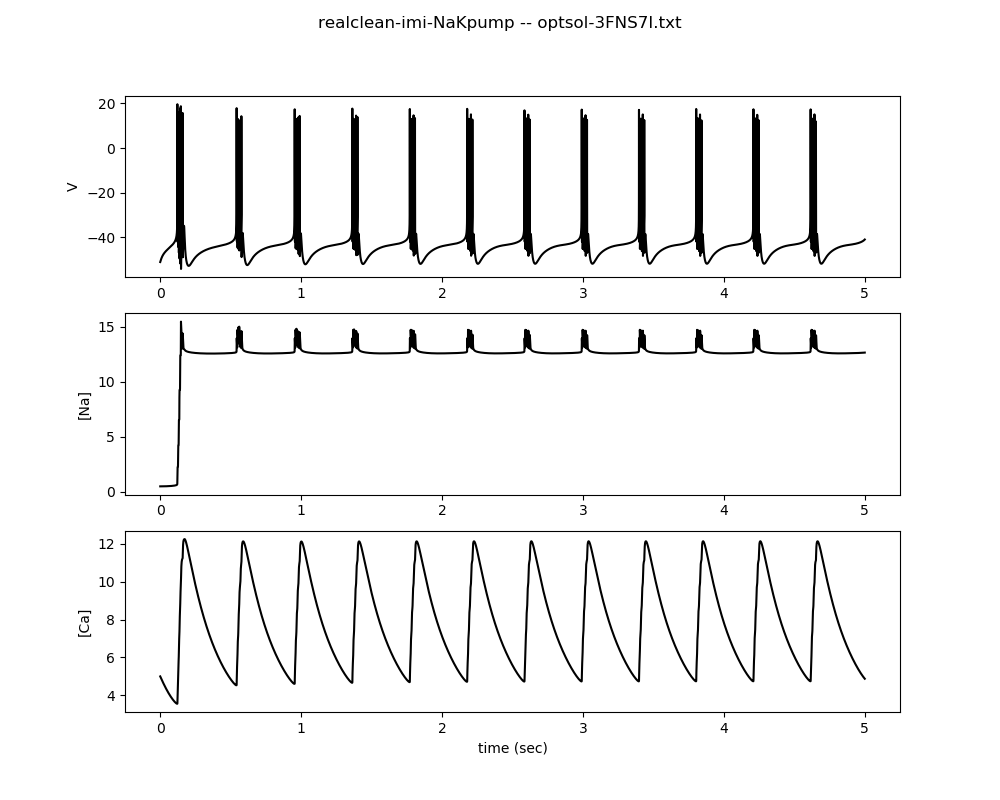 realclean-imi-NaKpump -- optsol-3FNS7I.txt
20
0
−20
−40
V
0 1 2 3 4 5
15
10
5
0
[Na]
0 1 2 3 4 5
12
10
8
6
4
[Ca]
0 1 2 3 4 5
time (sec)